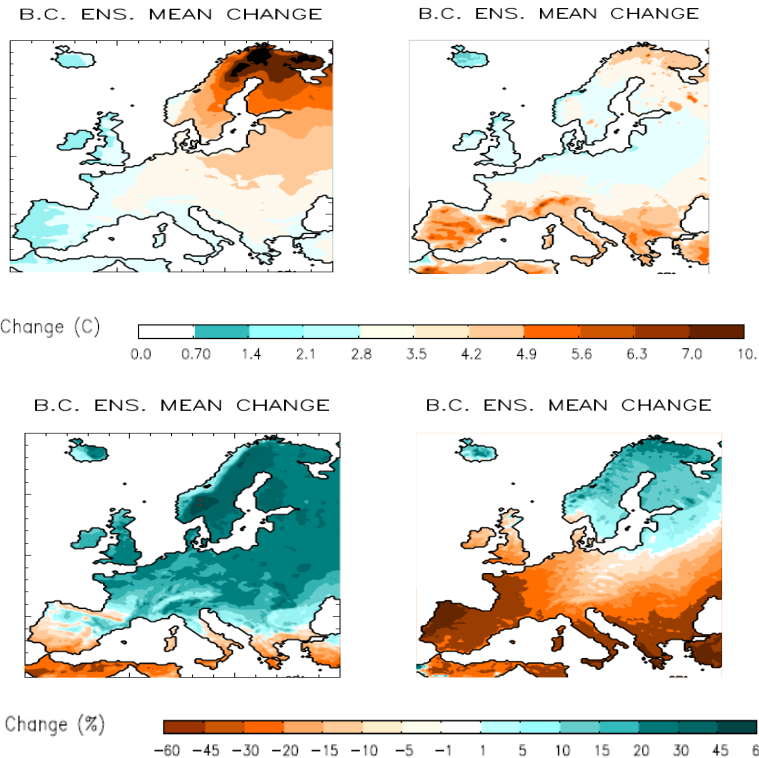 B.C. ENS. MEAN CHANGE
B.C. ENS. MEAN CHANGE
Change (C)
0.0 0.70 1.4 2.1 2.8 3.5 4.2 4.9 5.6 6.3 7.0 10.
B.C. ENS. MEAN CHANGE
B.C. ENS. MEAN CHANGE
Change (%)
-60 -45 -30 -20 -15 -10 -5 -1 1 5 10 15 20 30 45 6